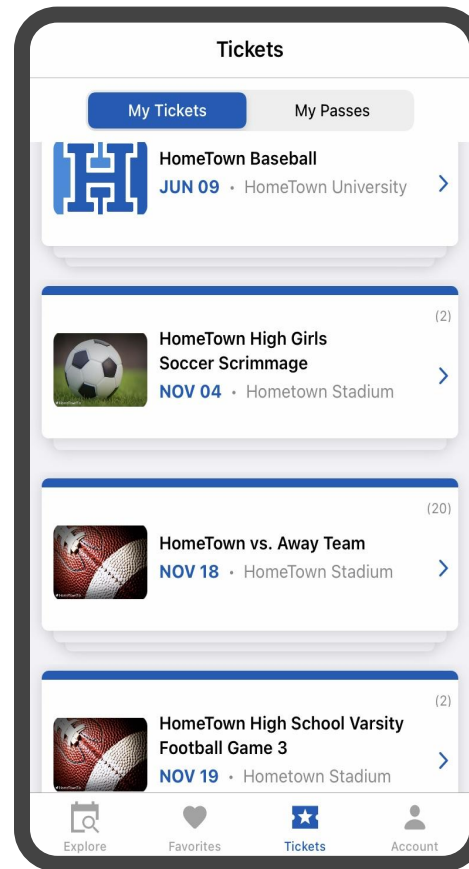 Tickets
My Tickets
My Passes
HomeTown Baseball
JUN 09 • HomeTown University
(2)
HomeTown High Girls
Soccer Scrimmage
NOV 04 • Hometown Stadium
(20)
HomeTown vs. Away Team
NOV 18 • HomeTown Stadium
(2)
HomeTown High School Varsity
Football Game 3
NOV 19 • Hometown Stadium
Explore
Favorites
Tickets
Account